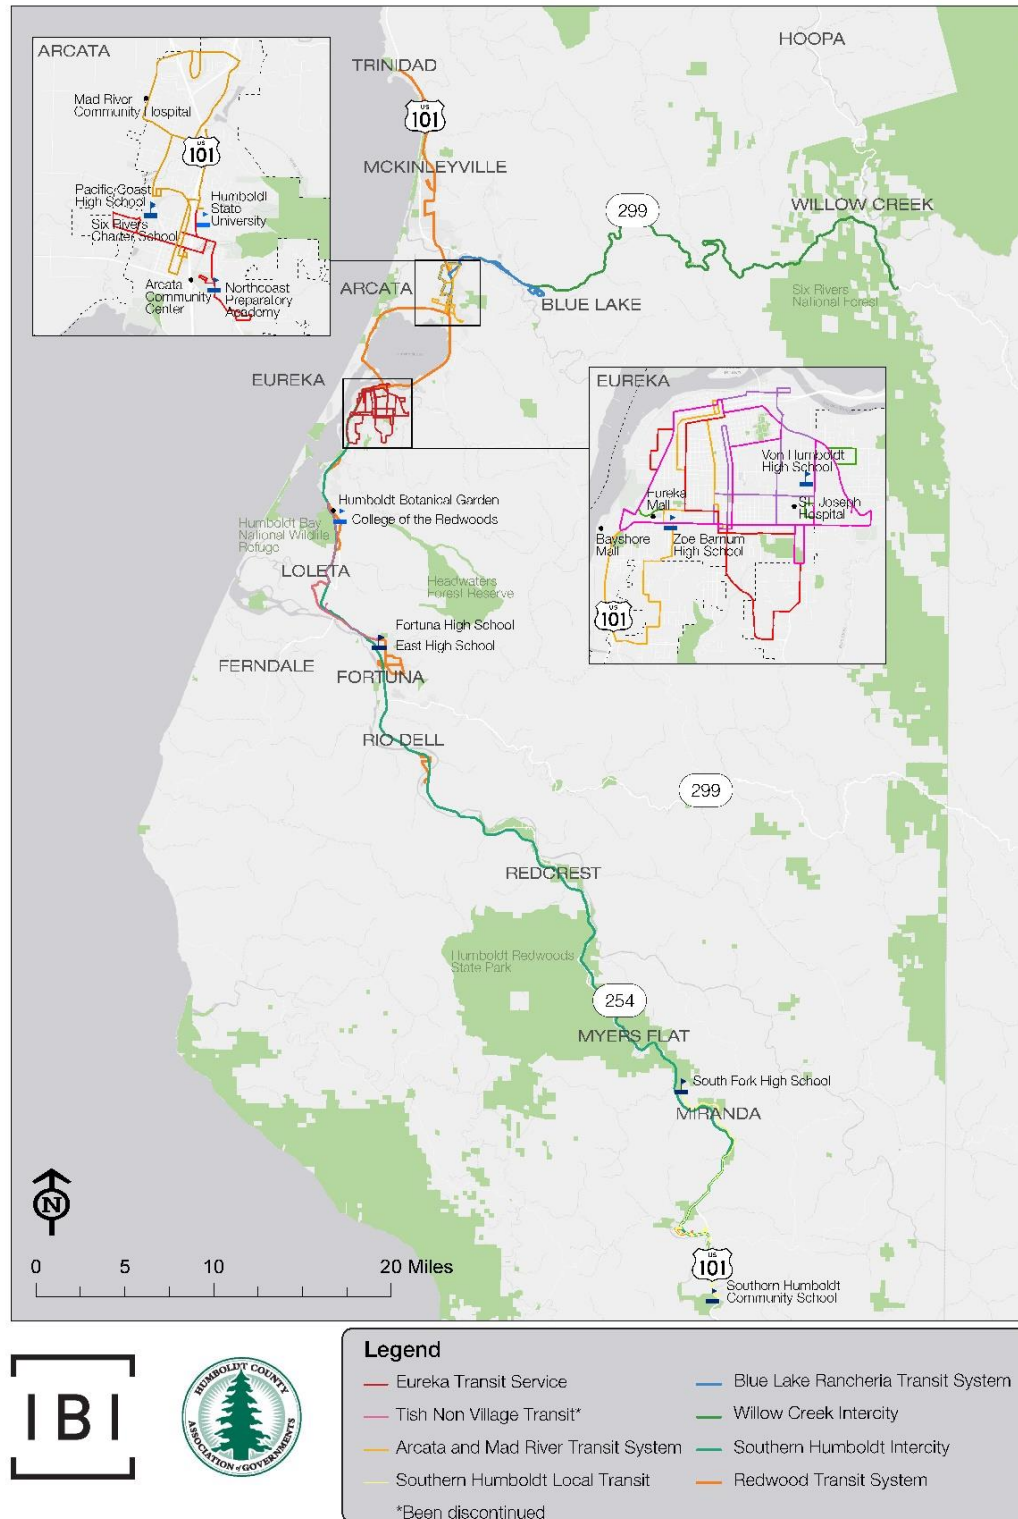 ARCATA
Mad River
Community Hospital
US
101
Pacific Coast
High School
Humboldt
State
University
Six Rivers
Charter School
Arcata
Community
Center
Northcoast
Preparatory
Academy
HOOPA
TRINIDAD
US
101
MCKINLEYVILLE
299
WILLOW CREEK
ARCATA
BLUE LAKE
Six Rivers
National Forest
EUREKA
EUREKA
Von Humboldt
High School
Eureka
Mall
St. Joseph
Hospital
Bayshore
Mall
Zoe Barnum
High School
US
101
Humboldt Botanical Garden
College of the Redwoods
Humboldt Bay
National Wildlife
Refuge
LOLETA
Headwaters
Forest Reserve
Fortuna High School
East High School
FERNDALE
FORTUNA
RIO DELL
299
REDCREST
Humboldt Redwoods
State Park
254
MYERS FLAT
South Fork High School
MIRANDA
N
US
101
0 5 10 20 Miles
Southern Humboldt
Community School
IBI
HUMBOLDT COUNTY
ASSOCIATION of GOVERNMENTS
Legend
Eureka Transit Service
Tish Non Village Transit*
Arcata and Mad River Transit System
Southern Humboldt Local Transit
*Been discontinued
Blue Lake Rancheria Transit System
Willow Creek Intercity
Southern Humboldt Intercity
Redwood Transit System